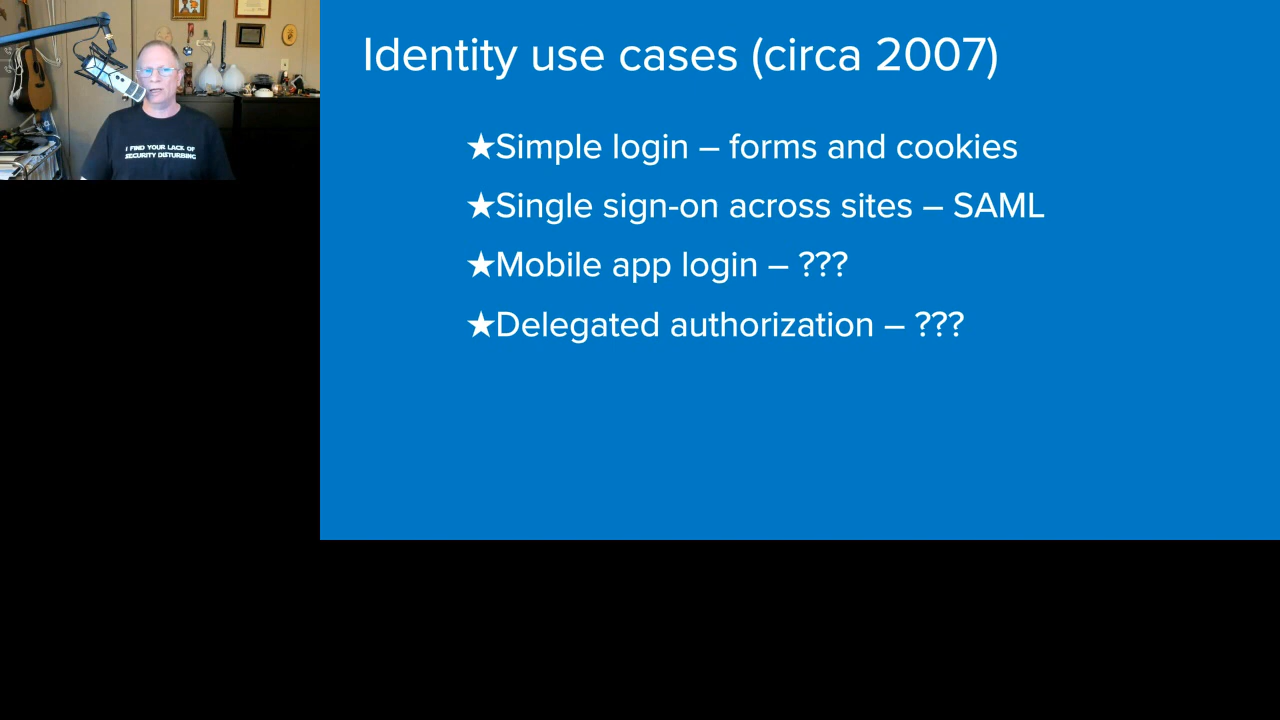 Identity use cases (circa 2007)
★Simple login – forms and cookies
★Single sign-on across sites – SAML
★Mobile app login – ???
★Delegated authorization – ???
I FIND YOUR LACK OF
SECURITY DISTURBING